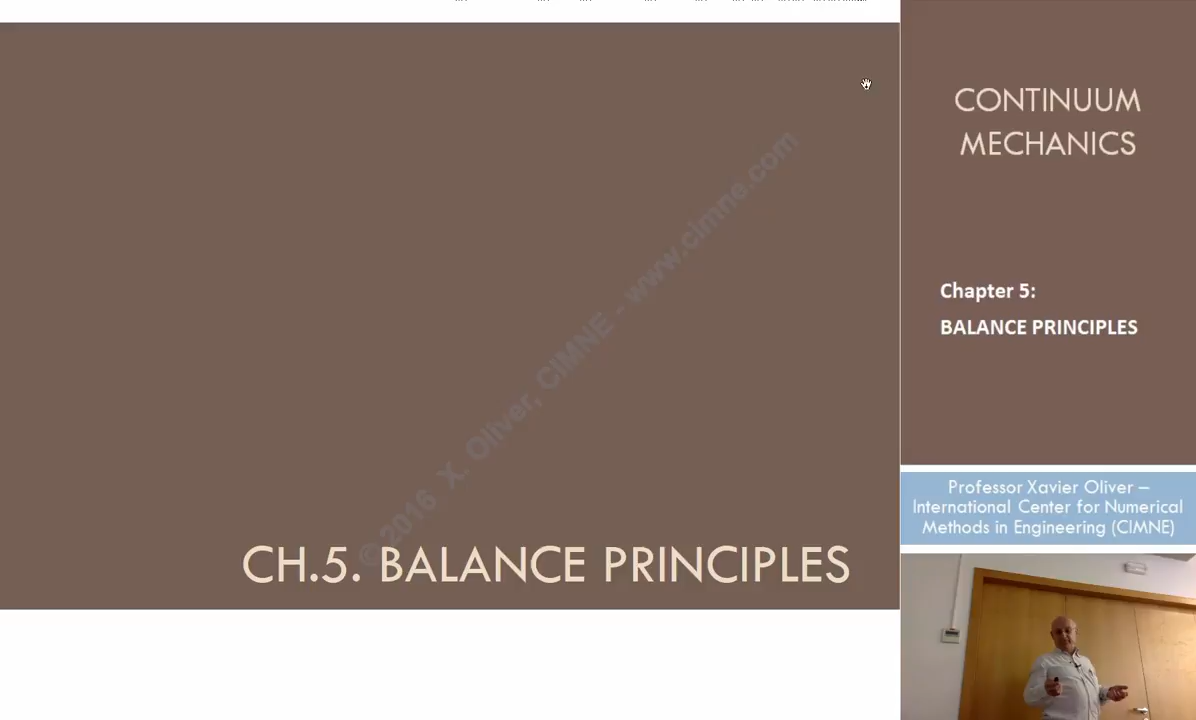 © 2016 X. Oliver, CIMNE - www.cimne.com
CH.5. BALANCE PRINCIPLES
CONTINUUM
MECHANICS
Chapter 5:
BALANCE PRINCIPLES
Professor Xavier Oliver –
International Center for Numerical
Methods in Engineering (CIMNE)